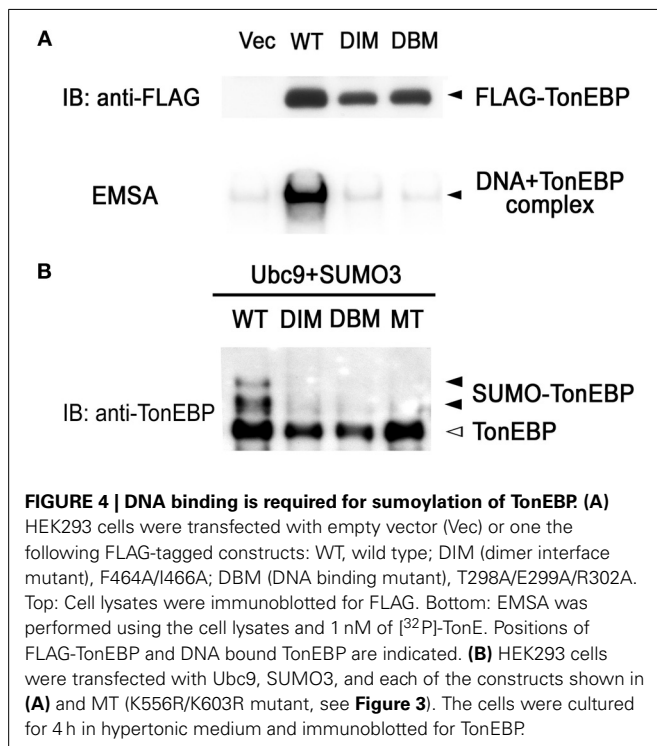 A
Vec WT DIM DBM
IB: anti-FLAG
FLAG-TonEBP
EMSA
DNA+TonEBP
complex
B
Ubc9+SUMO3
WT DIM DBM MT
IB: anti-TonEBP
SUMO-TonEBP
TonEBP
FIGURE 4 | DNA binding is required for sumoylation of TonEBP. (A)
HEK293 cells were transfected with empty vector (Vec) or one the
following FLAG-tagged constructs: WT, wild type; DIM (dimer interface
mutant), F464A/I466A; DBM (DNA binding mutant), T298A/E299A/R302A.
Top: Cell lysates were immunoblotted for FLAG. Bottom: EMSA was
performed using the cell lysates and 1 nM of [³²P]-TonE. Positions of
FLAG-TonEBP and DNA bound TonEBP are indicated. (B) HEK293 cells
were transfected with Ubc9, SUMO3, and each of the constructs shown in
(A) and MT (K556R/K603R mutant, see Figure 3). The cells were cultured
for 4 h in hypertonic medium and immunoblotted for TonEBP.